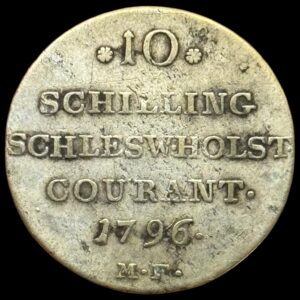 ·10·
SCHILLING
SCHLESWHOLST
COURANT.
1796.
M·F·